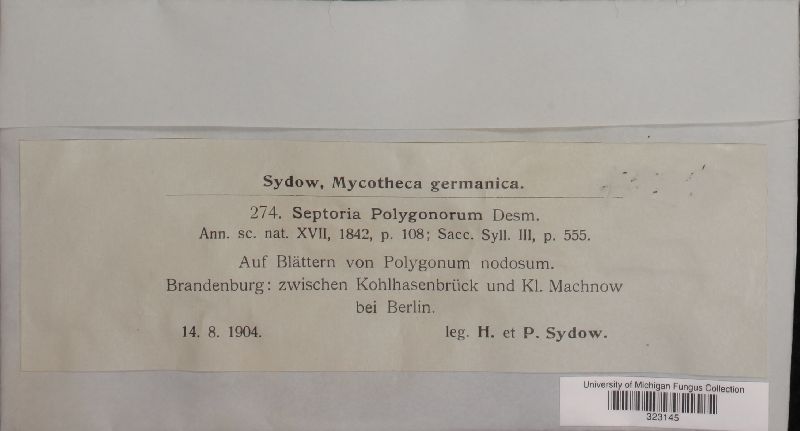 Sydow, Mycotheca germanica.
274. Septoria Polygonorum Desm.
Ann. sc. nat. XVII, 1842, p. 108; Sacc. Syll. III, p. 555.
Auf Blättern von Polygonum nodosum.
Brandenburg: zwischen Kohlhasenbrück und Kl. Machnow
bei Berlin.
14. 8. 1904. leg. H. et P. Sydow.
University of Michigan Fungus Collection
323145